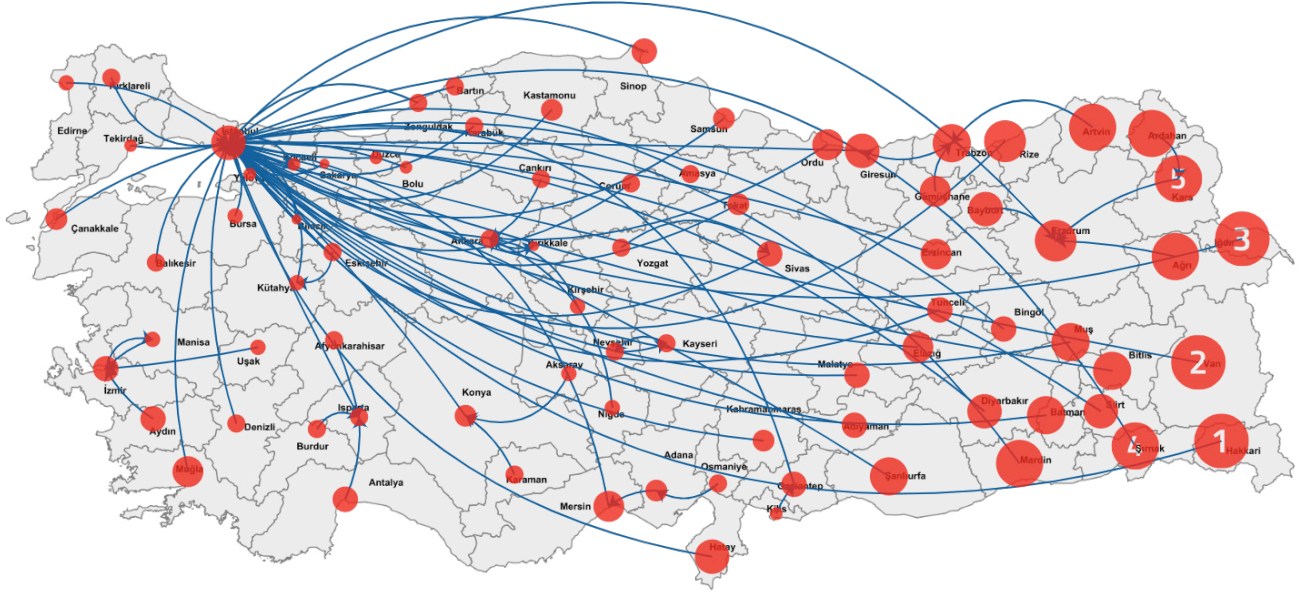 Kırklareli
Edirne
Tekirdağ
İstanbul
Zonguldak
Bartın
Karabük
Kastamonu
Sinop
Samsun
Ordu
Giresun
Trabzon
Rize
Artvin
Ardahan
5
Kars
Kocaeli
Sakarya
Düzce
Bolu
Çankırı
Çorum
Amasya
Tokat
Gümüşhane
Bayburt
Erzurum
3
Iğdır
Ağrı
Çanakkale
Bursa
Bilecik
Eskişehir
Ankara
Kırıkkale
Yozgat
Sivas
Erzincan
Balıkesir
Kütahya
Kırşehir
Tunceli
Bingöl
Muş
Bitlis
2
Van
Manisa
Uşak
Afyonkarahisar
Nevşehir
Kayseri
Malatya
Elazığ
İzmir
Aksaray
Konya
Niğde
Kahramanmaraş
Adıyaman
Diyarbakır
Batman
Siirt
Aydın
Denizli
Isparta
Burdur
4
Şırnak
1
Hakkari
Muğla
Antalya
Karaman
Adana
Osmaniye
Gaziantep
Şanlıurfa
Mardin
Mersin
Kilis
Hatay